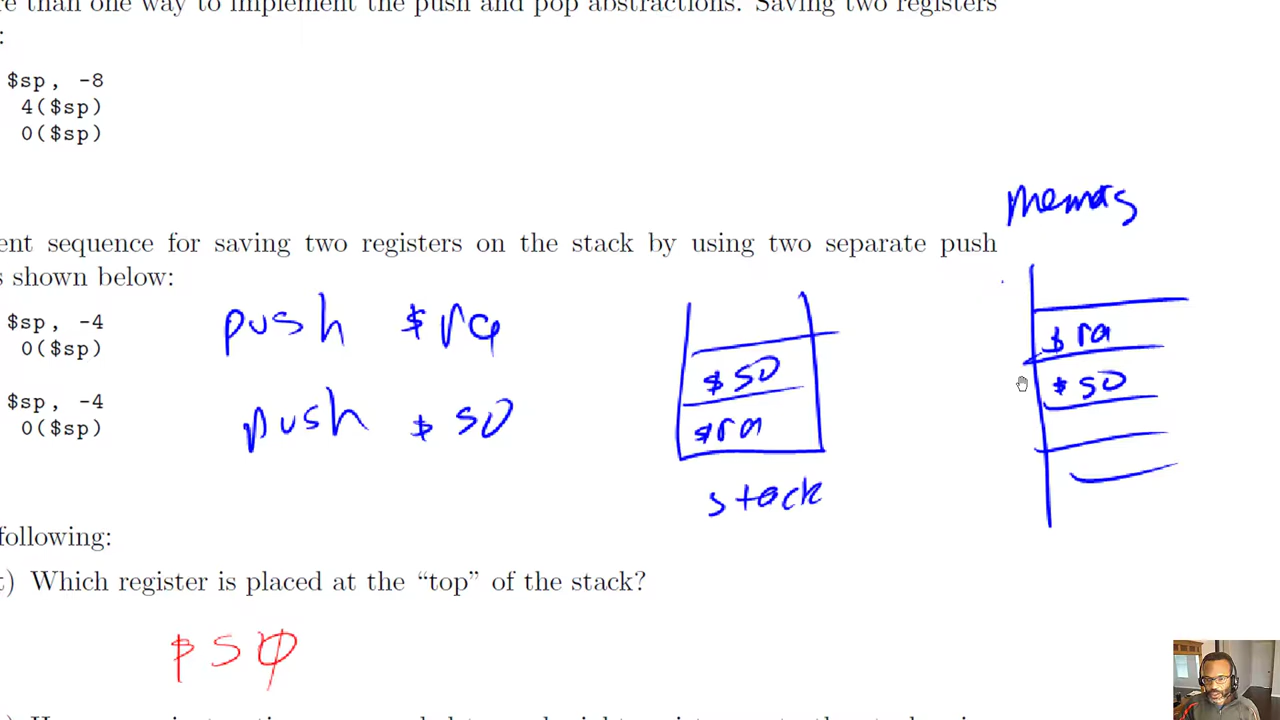 re than one way to implement the push and pop abstractions. Saving two registers
:
$sp, -8
4($sp)
0($sp)
ent sequence for saving two registers on the stack by using two separate push
s shown below:
$sp, -4
0($sp)
$sp, -4
0($sp)
push $ra
push $s0
$s0
$ra
stack
memory
$ra
$s0
following:
t) Which register is placed at the “top” of the stack?
$s0